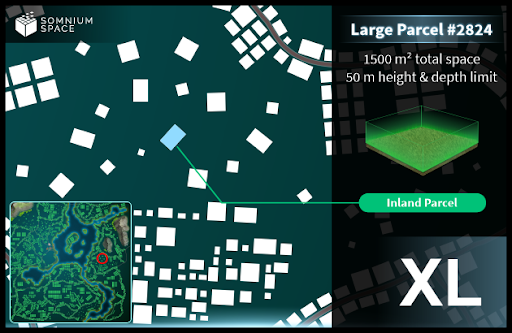 SOMNIUM
SPACE
Large Parcel #2824
1500 m² total space
50 m height & depth limit
Inland Parcel
XL